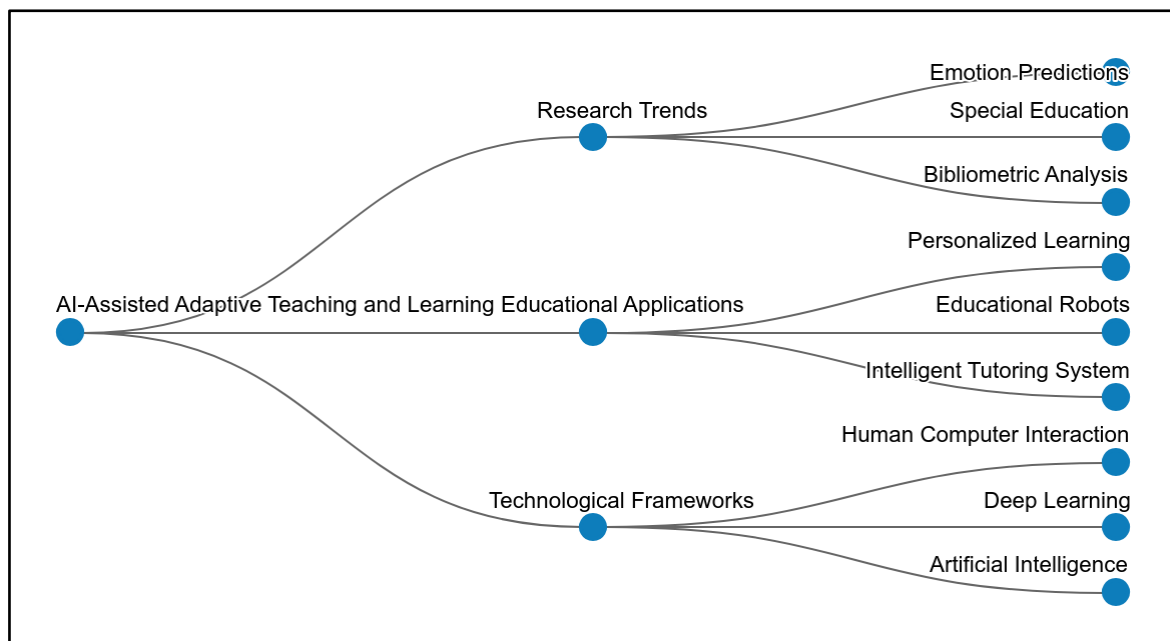 Emotion Predictions
Research Trends
Special Education
Bibliometric Analysis
Personalized Learning
AI-Assisted Adaptive Teaching and Learning Educational Applications
Educational Robots
Intelligent Tutoring System
Human Computer Interaction
Technological Frameworks
Deep Learning
Artificial Intelligence